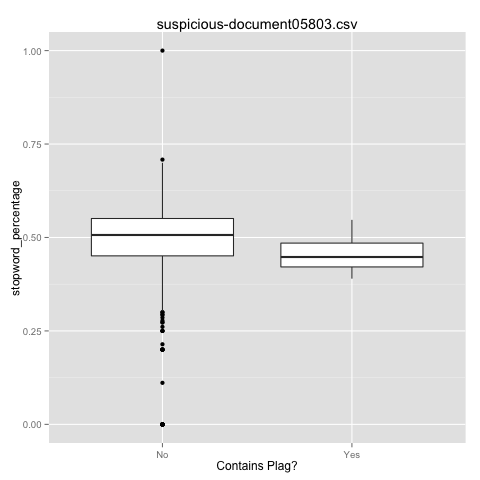 suspicious-document05803.csv
1.00
0.75
0.50
0.25
0.00
stopword_percentage
No
Yes
Contains Plag?